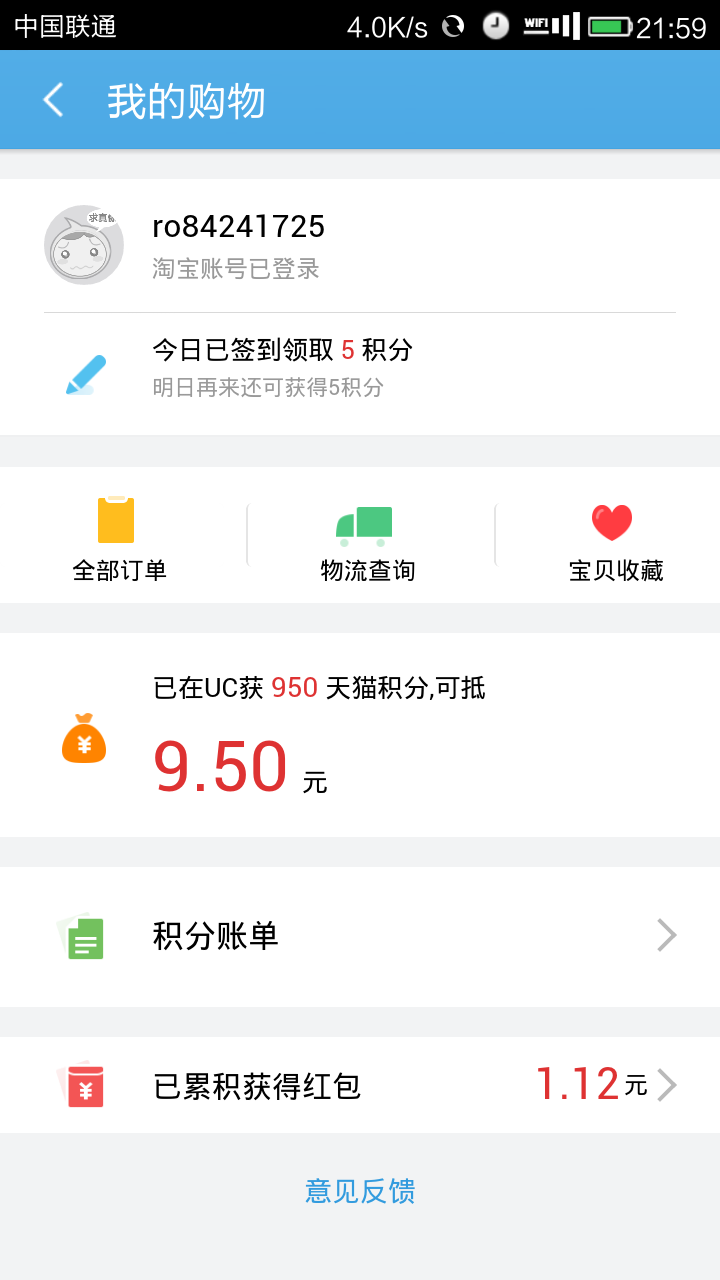 中国联通 4.0K/s WIFI 21:59
我的购物
ro84241725
淘宝账号已登录
今日已签到领取 5 积分
明日再来还可获得5积分
全部订单 物流查询 宝贝收藏
已在UC获 950 天猫积分,可抵
¥ 9.50 元
积分账单
¥ 已累积获得红包 1.12 元
意见反馈